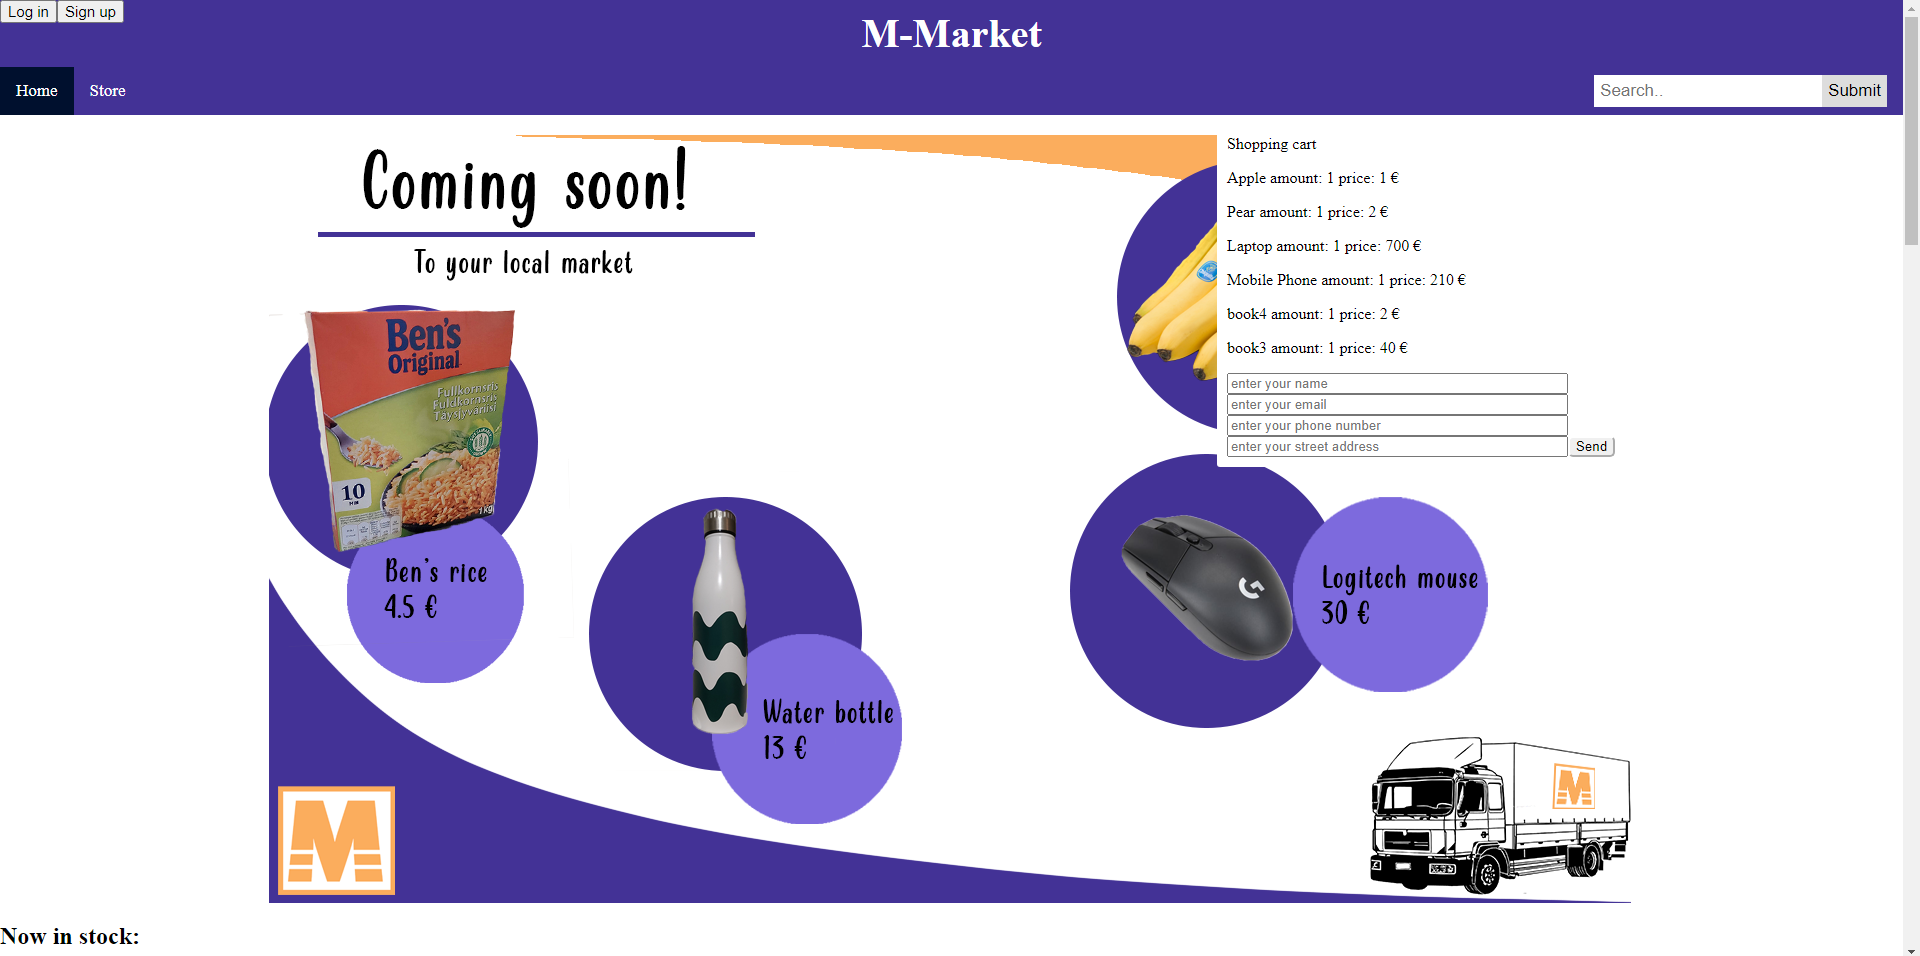 Log in
Sign up
M-Market
Home
Store
Search..
Submit
Coming soon!
To your local market
Shopping cart
Apple amount: 1 price: 1 €
Pear amount: 1 price: 2 €
Laptop amount: 1 price: 700 €
Mobile Phone amount: 1 price: 210 €
book4 amount: 1 price: 2 €
book3 amount: 1 price: 40 €
enter your name
enter your email
enter your phone number
enter your street address
Send
Ben's
Original
Fullkornsris
Fuldkornsris
Täysjyväriisi
10
MIN
1kg
Ben's rice
4.5 €
Water bottle
13 €
Logitech mouse
30 €
M
M
Now in stock: